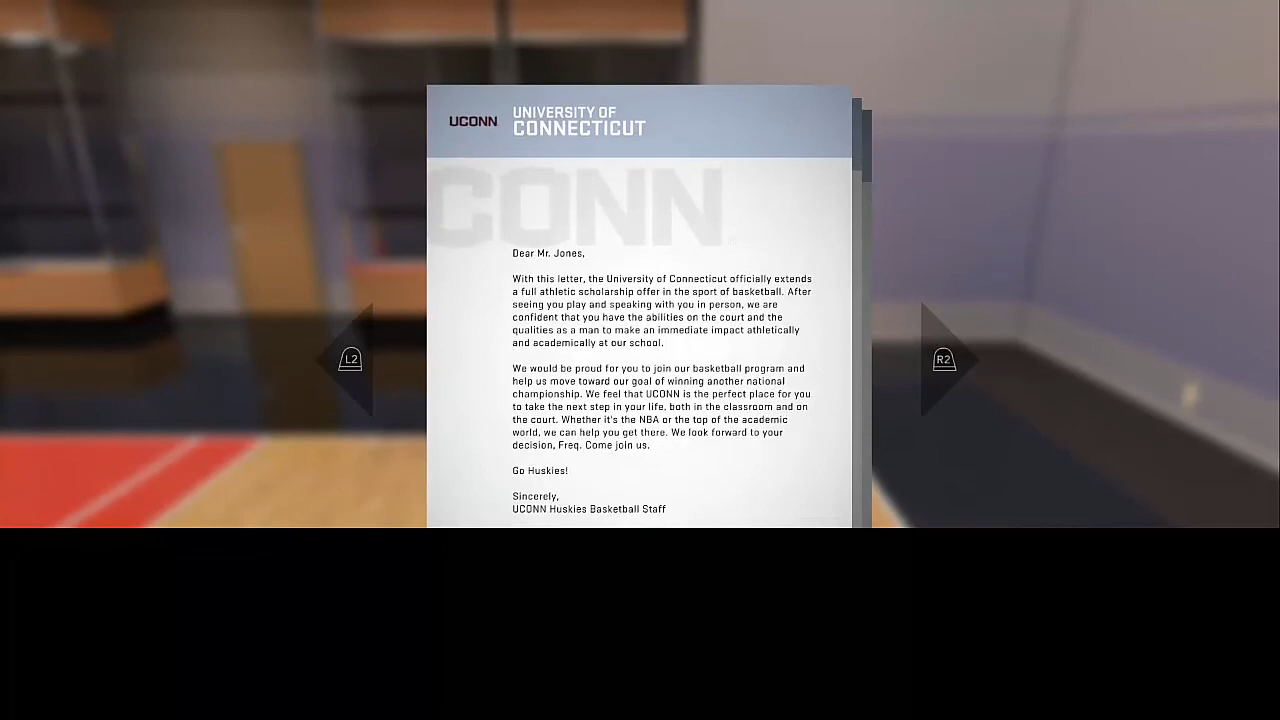 UCONN
UNIVERSITY OF
CONNECTICUT
CONN
Dear Mr. Jones,
With this letter, the University of Connecticut officially extends
a full athletic scholarship offer in the sport of basketball. After
seeing you play and speaking with you in person, we are
confident that you have the abilities on the court and the
qualities as a man to make an immediate impact athletically
and academically at our school.
We would be proud for you to join our basketball program and
help us move toward our goal of winning another national
championship. We feel that UCONN is the perfect place for you
to take the next step in your life, both in the classroom and on
the court. Whether it's the NBA or the top of the academic
world, we can help you get there. We look forward to your
decision, Freq. Come join us.
Go Huskies!
Sincerely,
UCONN Huskies Basketball Staff
L2
R2